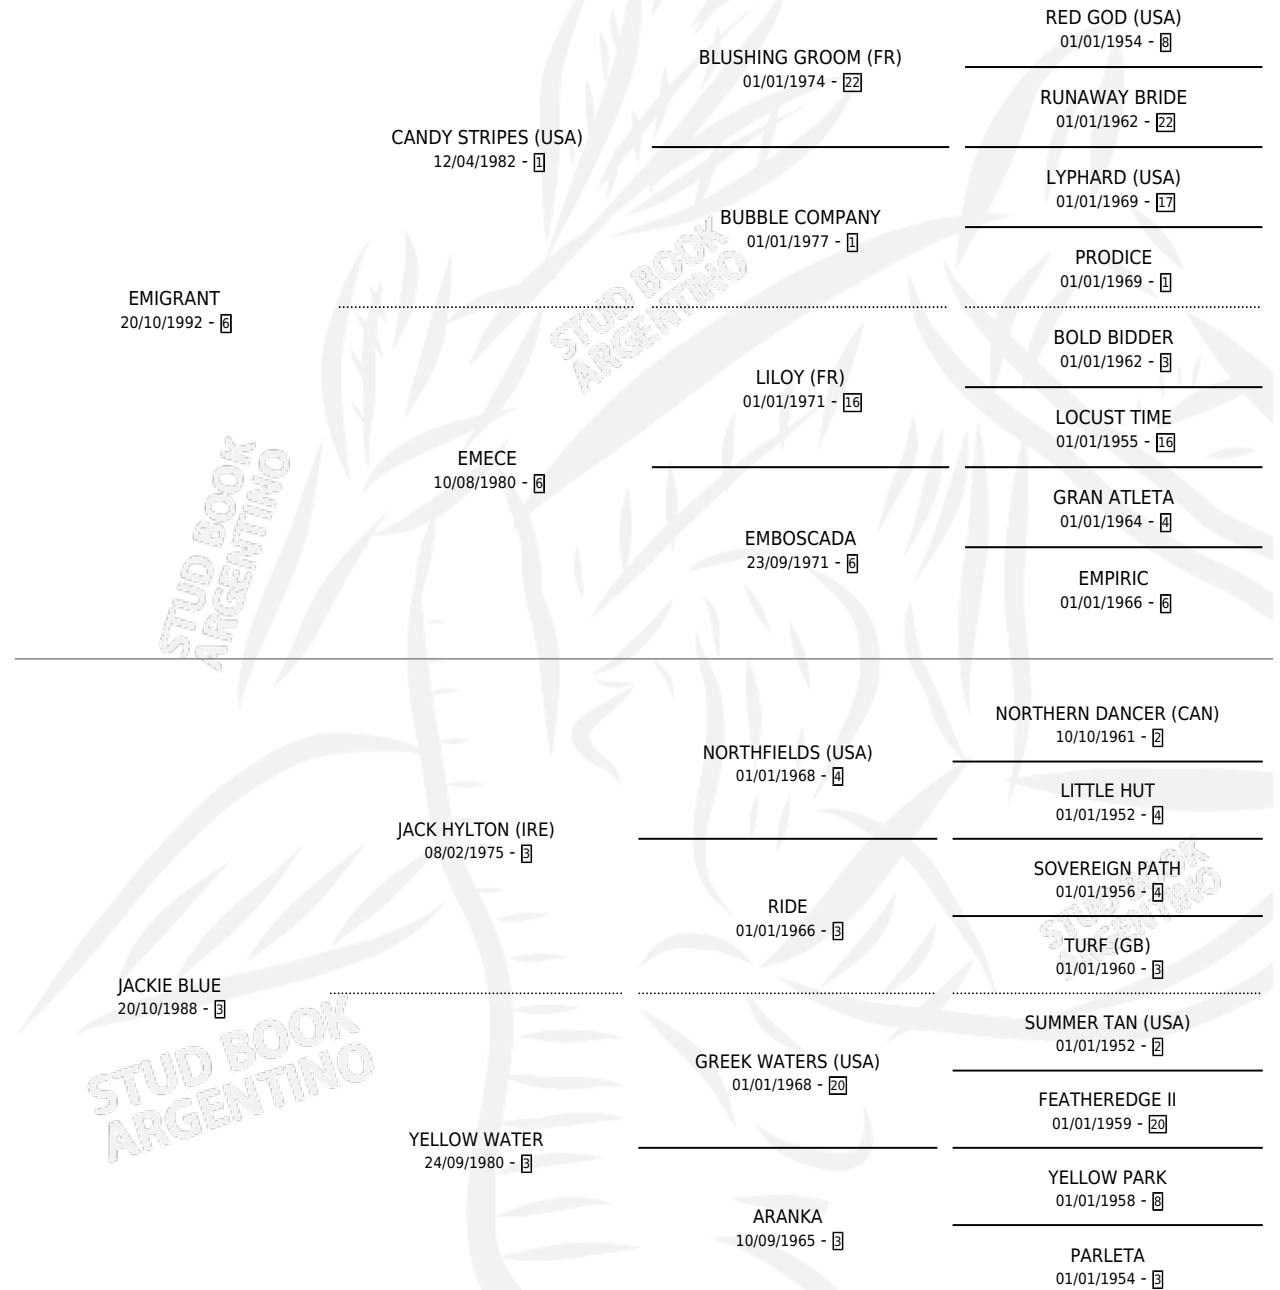 RED GOD (USA)
01/01/1954 - 8
BLUSHING GROOM (FR)
01/01/1974 - 22
RUNAWAY BRIDE
01/01/1962 - 22
CANDY STRIPES (USA)
12/04/1982 - 1
LYPHARD (USA)
01/01/1969 - 17
BUBBLE COMPANY
01/01/1977 - 1
PRODICE
01/01/1969 - 1
EMIGRANT
20/10/1992 - 6
STUD BOOK
ARGENTINO
BOLD BIDDER
01/01/1962 - 3
LILOY (FR)
01/01/1971 - 16
LOCUST TIME
01/01/1955 - 16
EMECE
10/08/1980 - 6
GRAN ATLETA
01/01/1964 - 4
EMBOSCADA
23/09/1971 - 6
EMPIRIC
01/01/1966 - 6
STUD BOOK
ARGENTINO
NORTHERN DANCER (CAN)
10/10/1961 - 2
NORTHFIELDS (USA)
01/01/1968 - 4
LITTLE HUT
01/01/1952 - 4
JACK HYLTON (IRE)
08/02/1975 - 3
SOVEREIGN PATH
01/01/1956 - 4
RIDE
01/01/1966 - 3
TURF (GB)
01/01/1960 - 3
STUD BOOK
ARGENTINO
JACKIE BLUE
20/10/1988 - 3
SUMMER TAN (USA)
01/01/1952 - 2
GREEK WATERS (USA)
01/01/1968 - 20
FEATHEREDGE II
01/01/1959 - 20
STUD BOOK
ARGENTINO
YELLOW WATER
24/09/1980 - 3
YELLOW PARK
01/01/1958 - 8
ARANKA
10/09/1965 - 3
PARLETA
01/01/1954 - 3